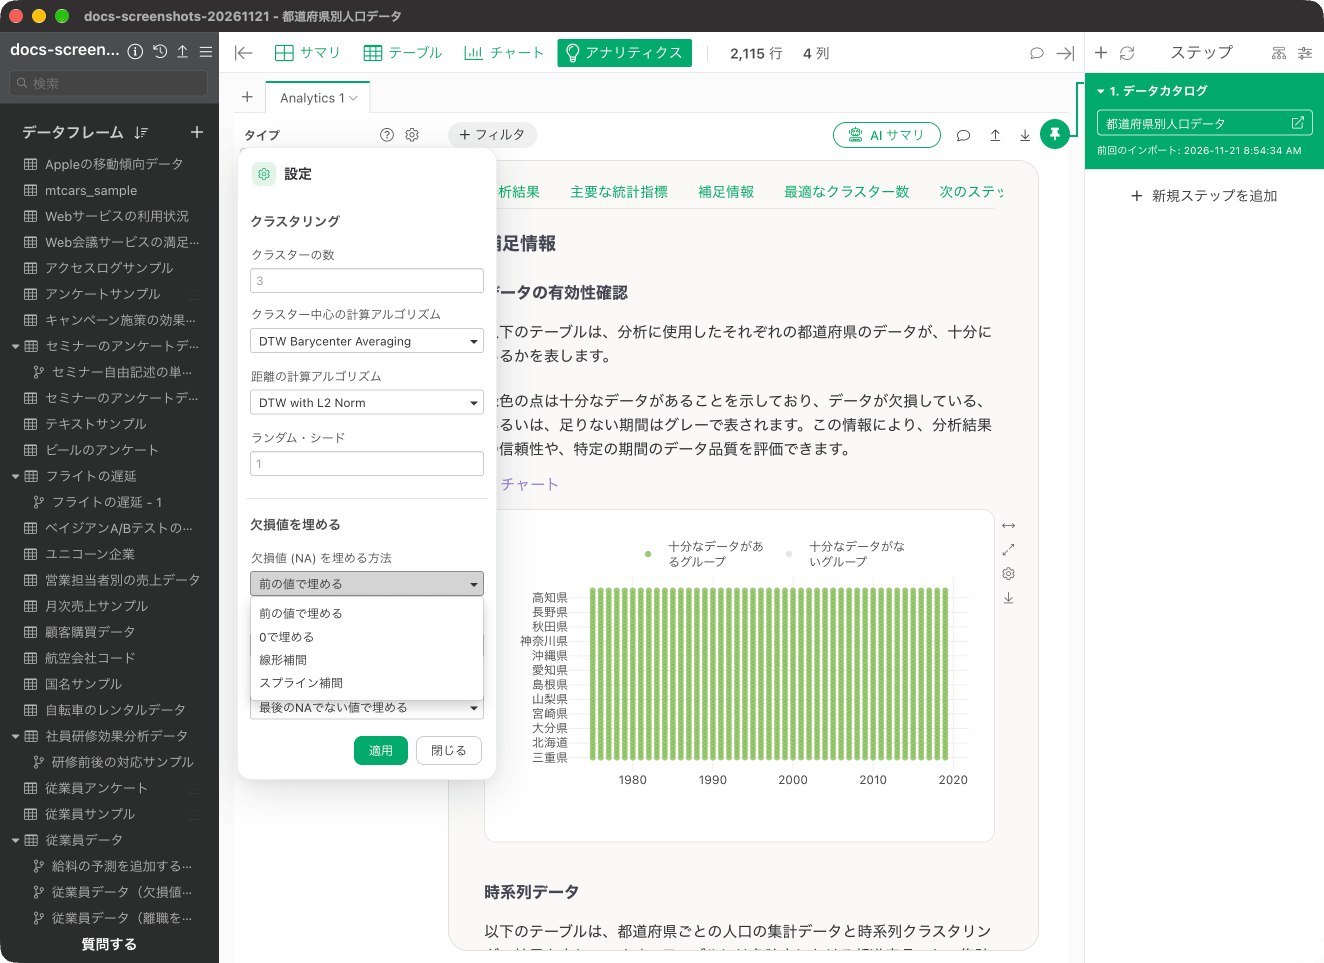 docs-screenshots-20261121 - 都道府県別人口データ
docs-screen...
検索
データフレーム
Appleの移動傾向データ
mtcars_sample
Webサービスの利用状況
Web会議サービスの満足…
アクセスログサンプル
アンケートサンプル
キャンペーン施策の効果…
セミナーのアンケートデ…
セミナー自由記述の単…
セミナーのアンケートデ…
テキストサンプル
ビールのアンケート
フライトの遅延
フライトの遅延 - 1
ベイジアンA/Bテストの…
ユニコーン企業
営業担当者別の売上データ
月次売上サンプル
顧客購買データ
航空会社コード
国名サンプル
自転車のレンタルデータ
社員研修効果分析データ
研修前後の対応サンプル
従業員アンケート
従業員サンプル
従業員データ
給料の予測を追加する…
従業員データ（欠損値…
従業員データ（離職を…
質問する
サマリ
テーブル
チャート
アナリティクス
2,115 行 4 列
Analytics 1
タイプ
フィルタ
AI サマリ
設定
クラスタリング
クラスターの数
3
クラスター中心の計算アルゴリズム
DTW Barycenter Averaging
距離の計算アルゴリズム
DTW with L2 Norm
ランダム・シード
1
欠損値を埋める
欠損値 (NA) を埋める方法
前の値で埋める
前の値で埋める
0で埋める
線形補間
スプライン補間
最後のNAでない値で埋める
適用
閉じる
析結果 主要な統計指標 補足情報 最適なクラスター数 次のステッ
足情報
ータの有効性確認
下のテーブルは、分析に使用したそれぞれの都道府県のデータが、十分に
るかを表します。
色の点は十分なデータがあることを示しており、データが欠損している、
るいは、足りない期間はグレーで表されます。この情報により、分析結果
信頼性や、特定の期間のデータ品質を評価できます。
チャート
十分なデータがあ
るグループ
十分なデータがな
いグループ
高知県
長野県
秋田県
神奈川県
沖縄県
愛知県
島根県
山梨県
宮崎県
大分県
北海道
三重県
1980 1990 2000 2010 2020
時系列データ
以下のテーブルは、都道府県ごとの人口の集計データと時系列クラスタリン
ステップ
1. データカタログ
都道府県別人口データ
前回のインポート: 2026-11-21 8:54:34 AM
新規ステップを追加